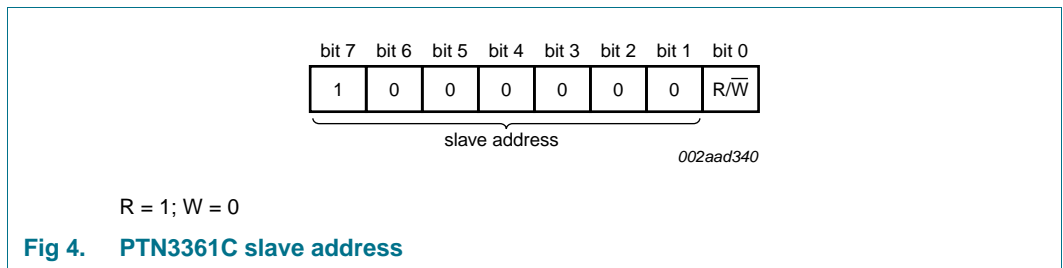 bit 7 bit 6 bit 5 bit 4 bit 3 bit 2 bit 1 bit 0
1 0 0 0 0 0 0 R/W̅
slave address
002aad340
R = 1; W = 0
Fig 4. PTN3361C slave address